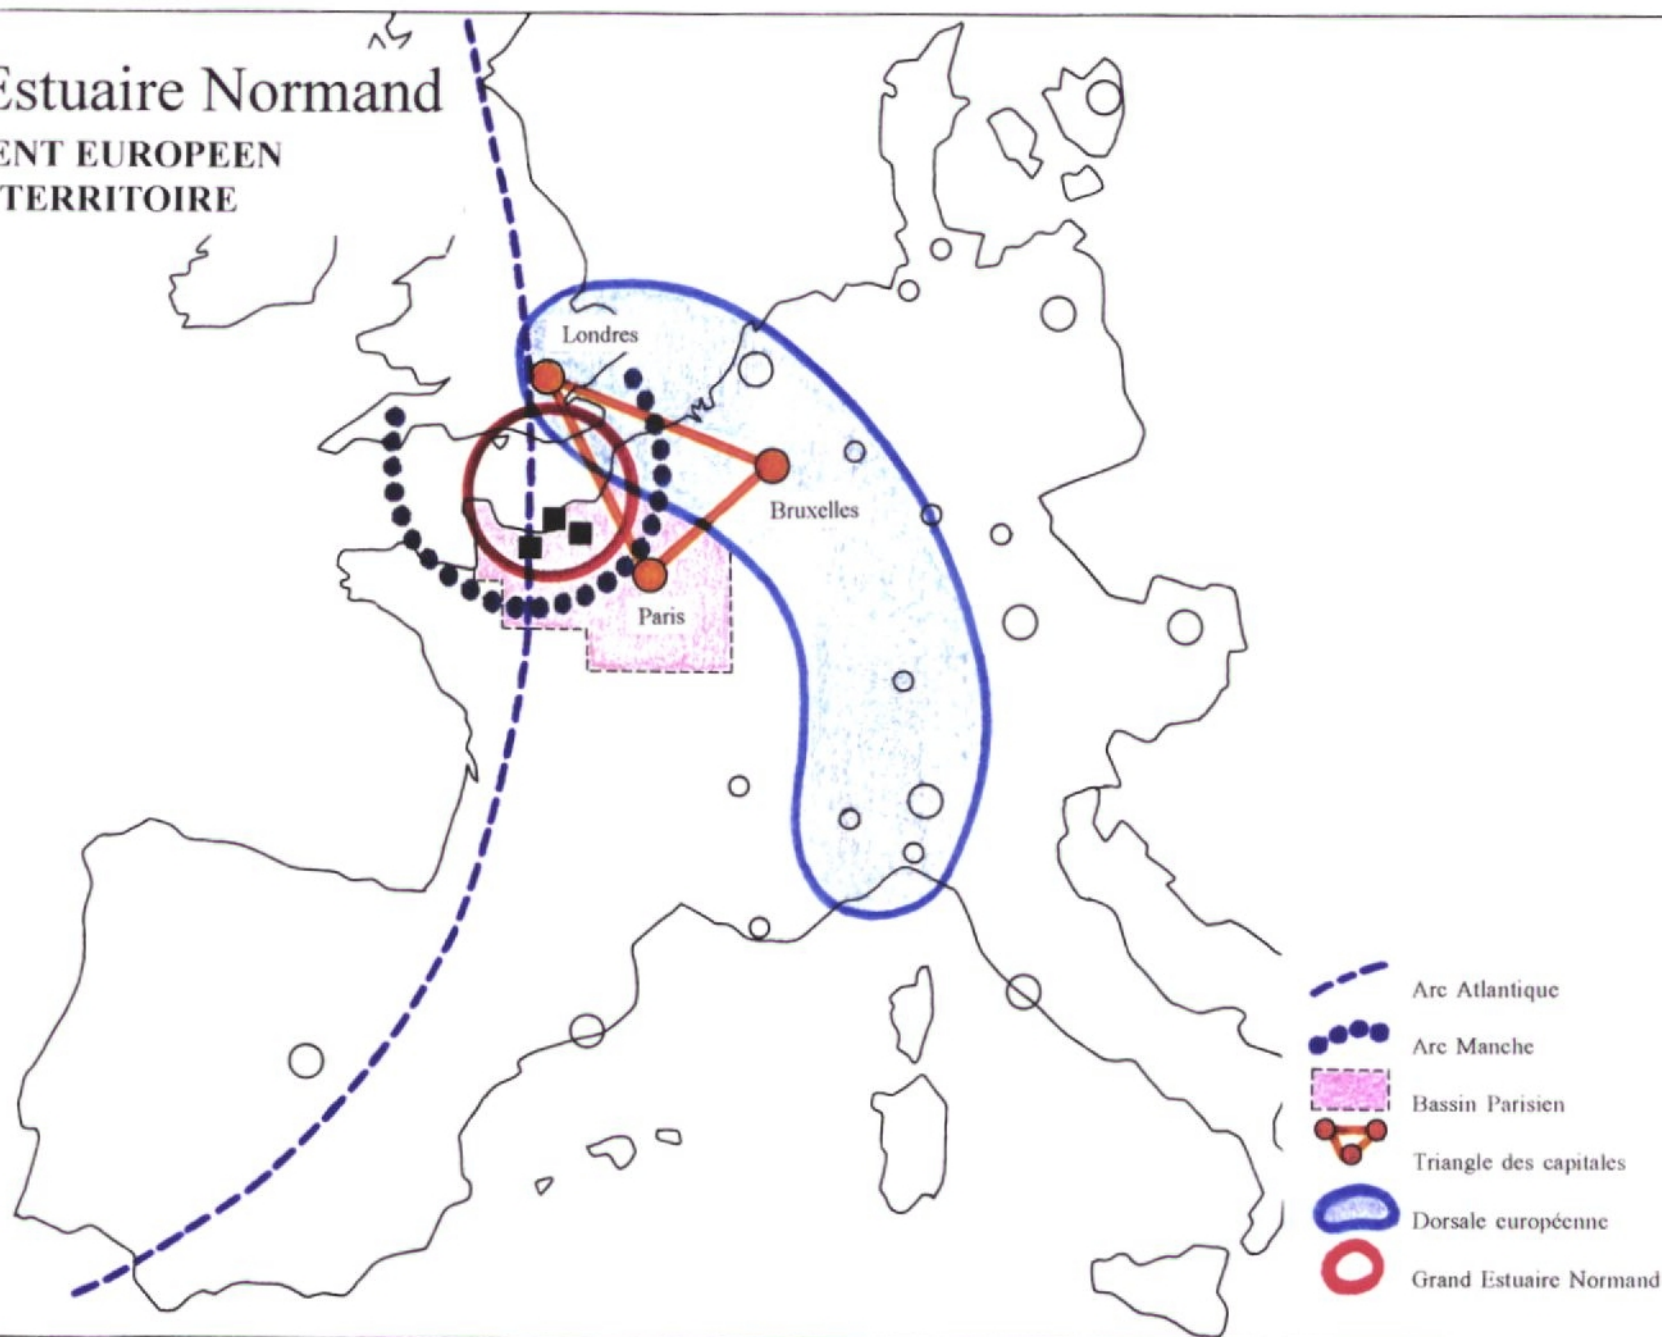 Estuaire Normand
ENT EUROPEEN
TERRITOIRE
Londres
Bruxelles
Paris
Arc Atlantique
Arc Manche
Bassin Parisien
Triangle des capitales
Dorsale européenne
Grand Estuaire Normand